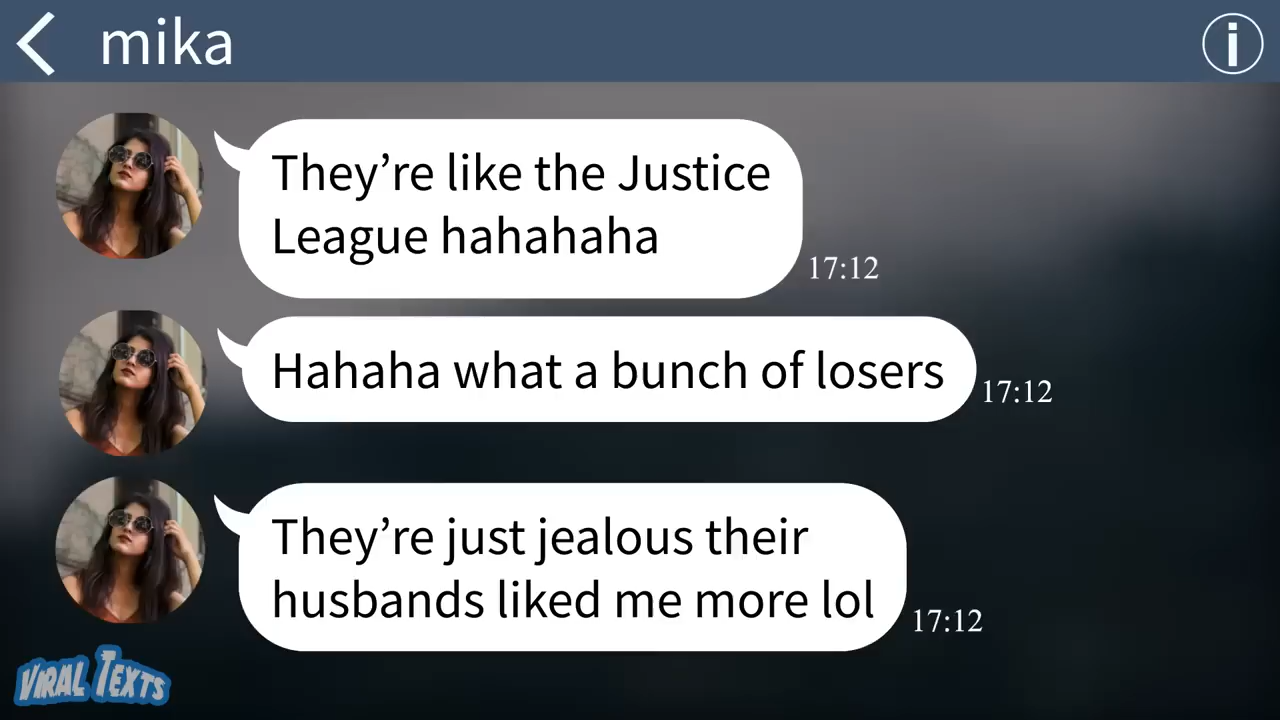 mika
i
They’re like the Justice
League hahahaha
17:12
Hahaha what a bunch of losers
17:12
They’re just jealous their
husbands liked me more lol
17:12
VIRAL TEXTS